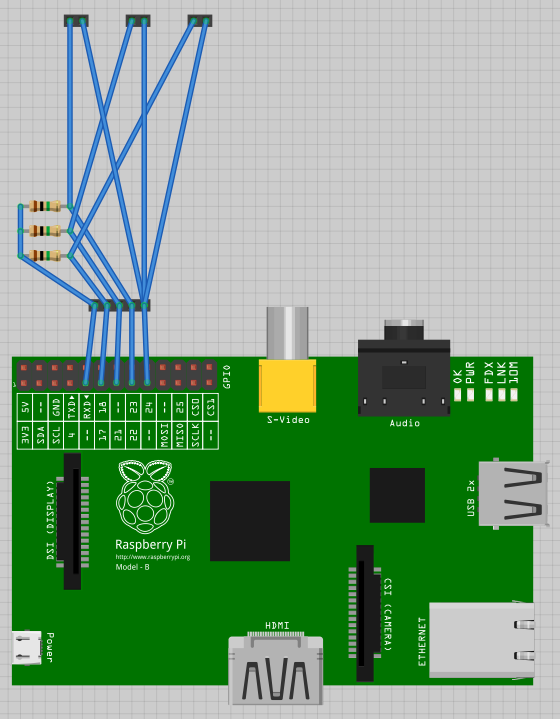 1
GPIO
5V -- GND TXD RXD 18 -- 23 24 -- 25 CS0 CS1
3V3 SDA SCL 4 -- 17 21 22 -- MOSI MISO SCLK --
S-Video
Audio
OK
PWR
FDX
LNK
10M
DSI (DISPLAY)
TM
Raspberry Pi
http://www.raspberrypi.org
Model - B
USB 2x
CSI (CAMERA)
ETHERNET
HDMI
Power